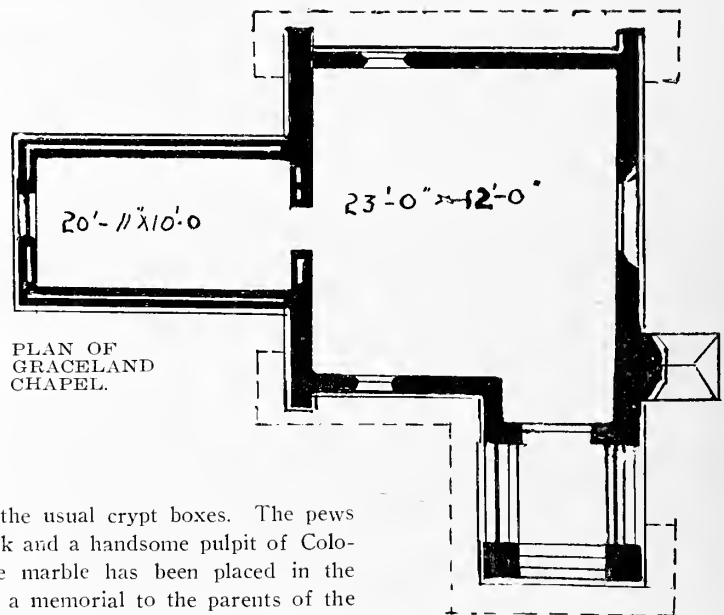 20'-11"x10'-0
23'-0" x 12'-0"
PLAN OF
GRACELAND
CHAPEL.
the usual crypt boxes. The pews
k and a handsome pulpit of Colo-
e marble has been placed in the
a memorial to the parents of the